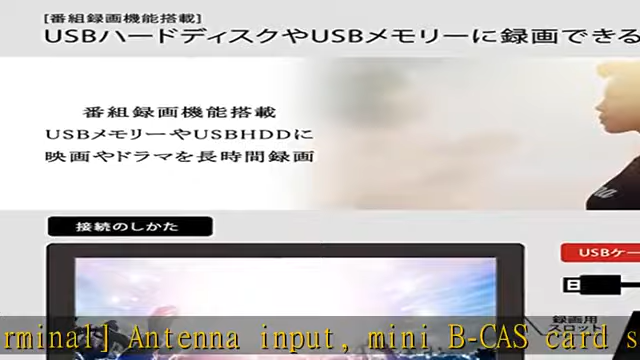 [番組録画機能搭載]
USBハードディスクやUSBメモリーに録画できる
番組録画機能搭載
USBメモリーやUSBHDDに
映画やドラマを長時間録画
接続のしかた
USBケー
録画用
スロット
rminal] Antenna input, mini B-CAS card s